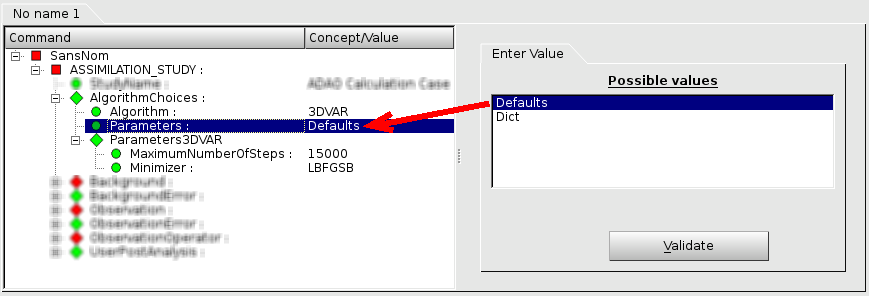 No name 1
Command Concept/Value
SansNom
ASSIMILATION_STUDY :
StudyName : ADAO Calculation Case
AlgorithmChoices :
Algorithm : 3DVAR
Parameters : Defaults
Parameters3DVAR
MaximumNumberOfSteps : 15000
Minimizer : LBFGSB
Background :
BackgroundError :
Observation :
ObservationError :
ObservationOperator :
UserPostAnalysis :
Enter Value
Possible values
Defaults
Dict
Validate